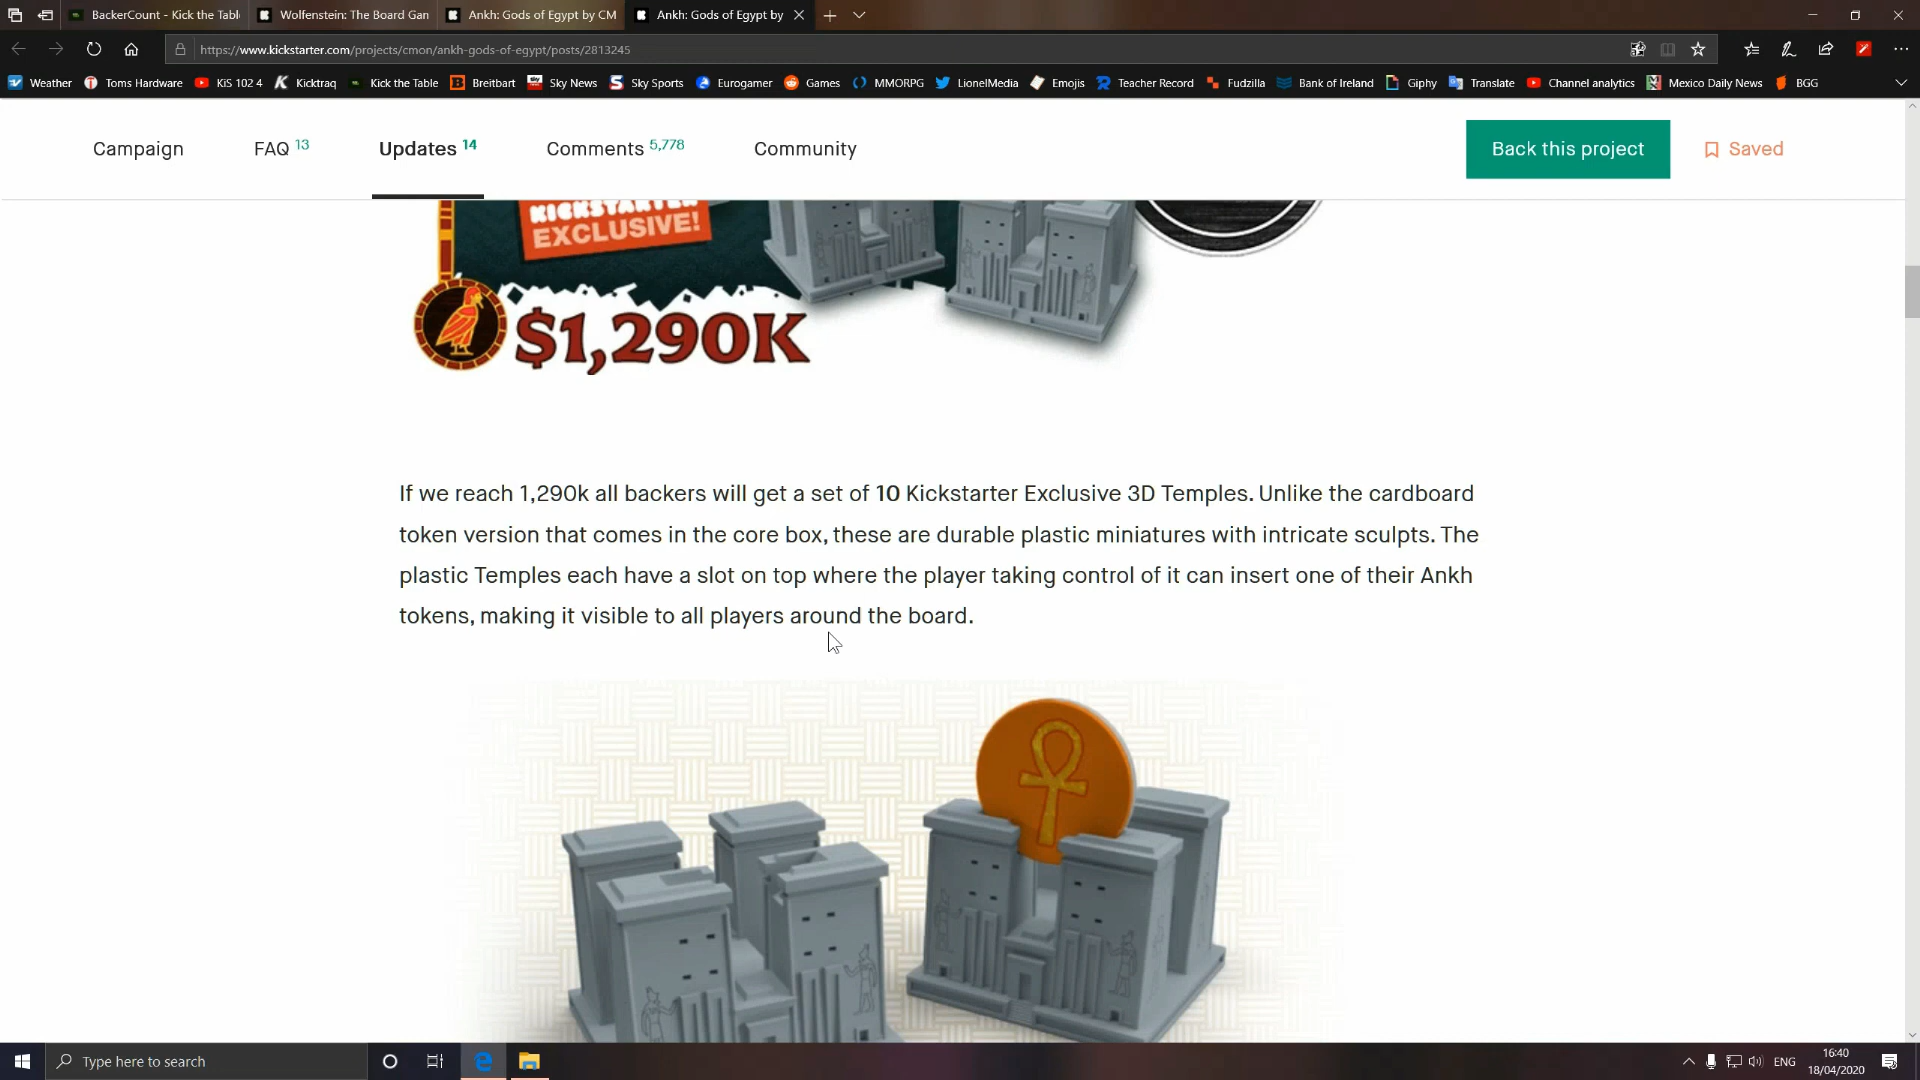 BackerCount - Kick the Tabl
Wolfenstein: The Board Gan
Ankh: Gods of Egypt by CM
Ankh: Gods of Egypt by
https://www.kickstarter.com/projects/cmon/ankh-gods-of-egypt/posts/2813245
Weather Toms Hardware KiS 102 4 Kicktraq Kick the Table Breitbart Sky News Sky Sports Eurogamer Games MMORPG LionelMedia Emojis Teacher Record Fudzilla Bank of Ireland Giphy Translate Channel analytics Mexico Daily News BGG
Campaign FAQ 13 Updates 14 Comments 5,778 Community Back this project Saved
KICKSTARTER
EXCLUSIVE!
$1,290K
If we reach 1,290k all backers will get a set of 10 Kickstarter Exclusive 3D Temples. Unlike the cardboard
token version that comes in the core box, these are durable plastic miniatures with intricate sculpts. The
plastic Temples each have a slot on top where the player taking control of it can insert one of their Ankh
tokens, making it visible to all players around the board.
Type here to search
ENG
16:40
18/04/2020